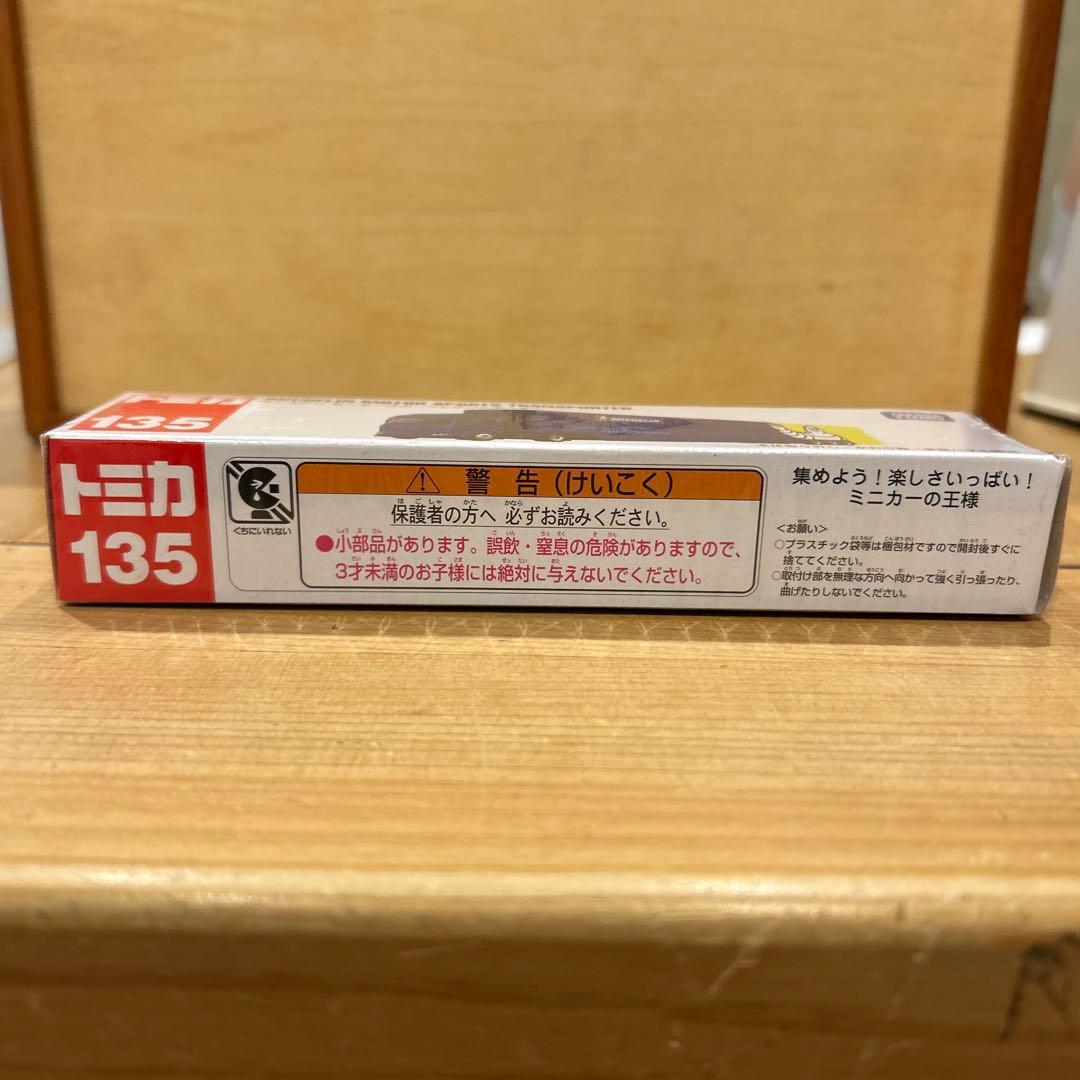 トミカ
135
MOTOR SPORTS TRANSPORTER
MICHELIN
トミカ
135
くちにいれない
警告（けいこく）
保護者の方へ 必ずお読みください。
●小部品があります。誤飲・窒息の危険がありますので、
3才未満のお子様には絶対に与えないでください。
集めよう！楽しさいっぱい！
ミニカーの王様
<お願い>
○プラスチック袋等は梱包材ですので開封後すぐに
捨ててください。
○取付け部を無理な方向へ向かって強く引っ張ったり、
曲げたりしないでください。